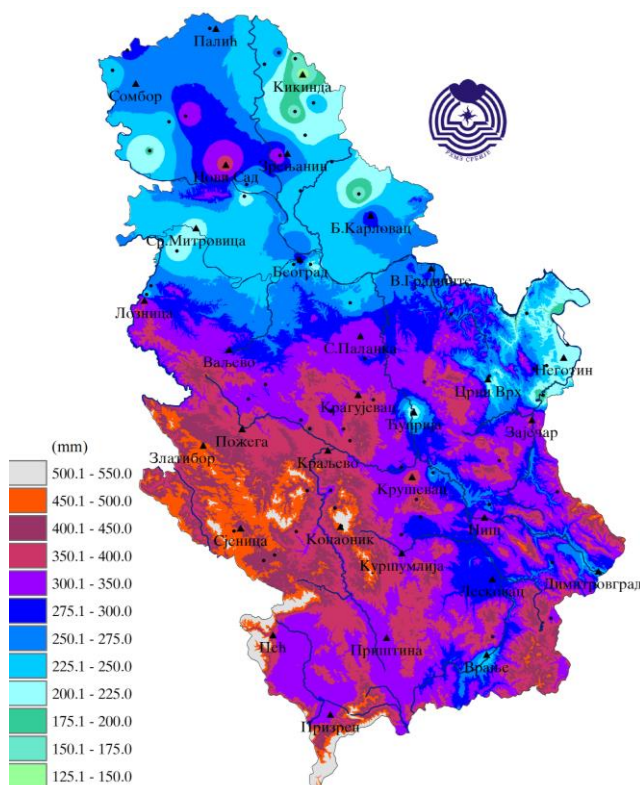 Палић
Кикинда
Сомбор
РХМЗ СРБИЈЕ
Зрењанин
Нови Сад
Б.Карловац
Ср.Митровица
Београд
В.Градиште
Лозница
С.Паланка
Ваљево
Неготин
Црни Врх
Крагујевац
Ћуприја
Зајечар
Пожега
Златибор
Краљево
Крушевац
Ниш
Сјеница
Копаоник
Куршумлија
Димитровград
Лесковац
Пећ
Приштина
Врање
Призрен
(mm)
500.1 - 550.0
450.1 - 500.0
400.1 - 450.0
350.1 - 400.0
300.1 - 350.0
275.1 - 300.0
250.1 - 275.0
225.1 - 250.0
200.1 - 225.0
175.1 - 200.0
150.1 - 175.0
125.1 - 150.0